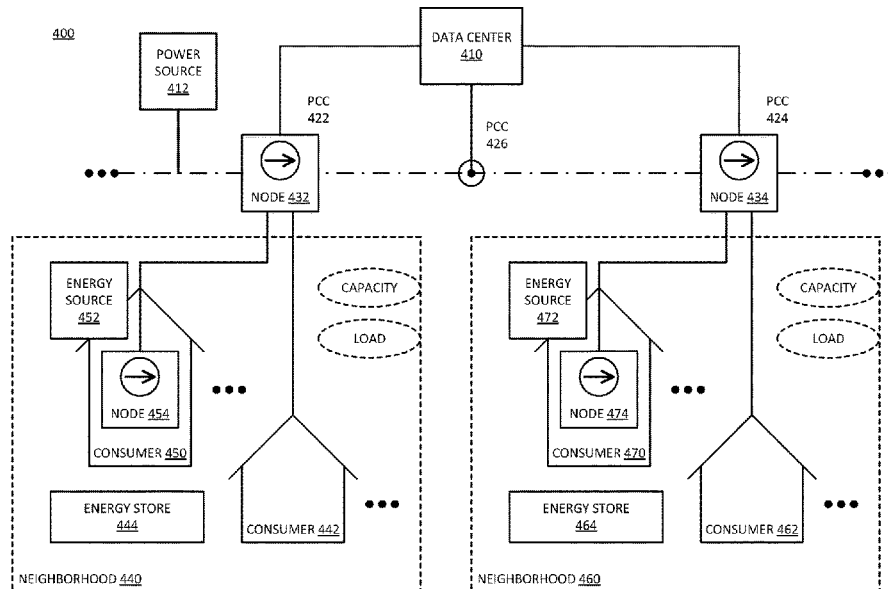 400
POWER
SOURCE
412
DATA CENTER
410
PCC
422
PCC
426
PCC
424
NODE 432
NODE 434
ENERGY
SOURCE
452
CAPACITY
LOAD
NODE 454
CONSUMER 450
ENERGY STORE
444
CONSUMER 442
NEIGHBORHOOD 440
ENERGY
SOURCE
472
CAPACITY
LOAD
NODE 474
CONSUMER 470
ENERGY STORE
464
CONSUMER 462
NEIGHBORHOOD 460